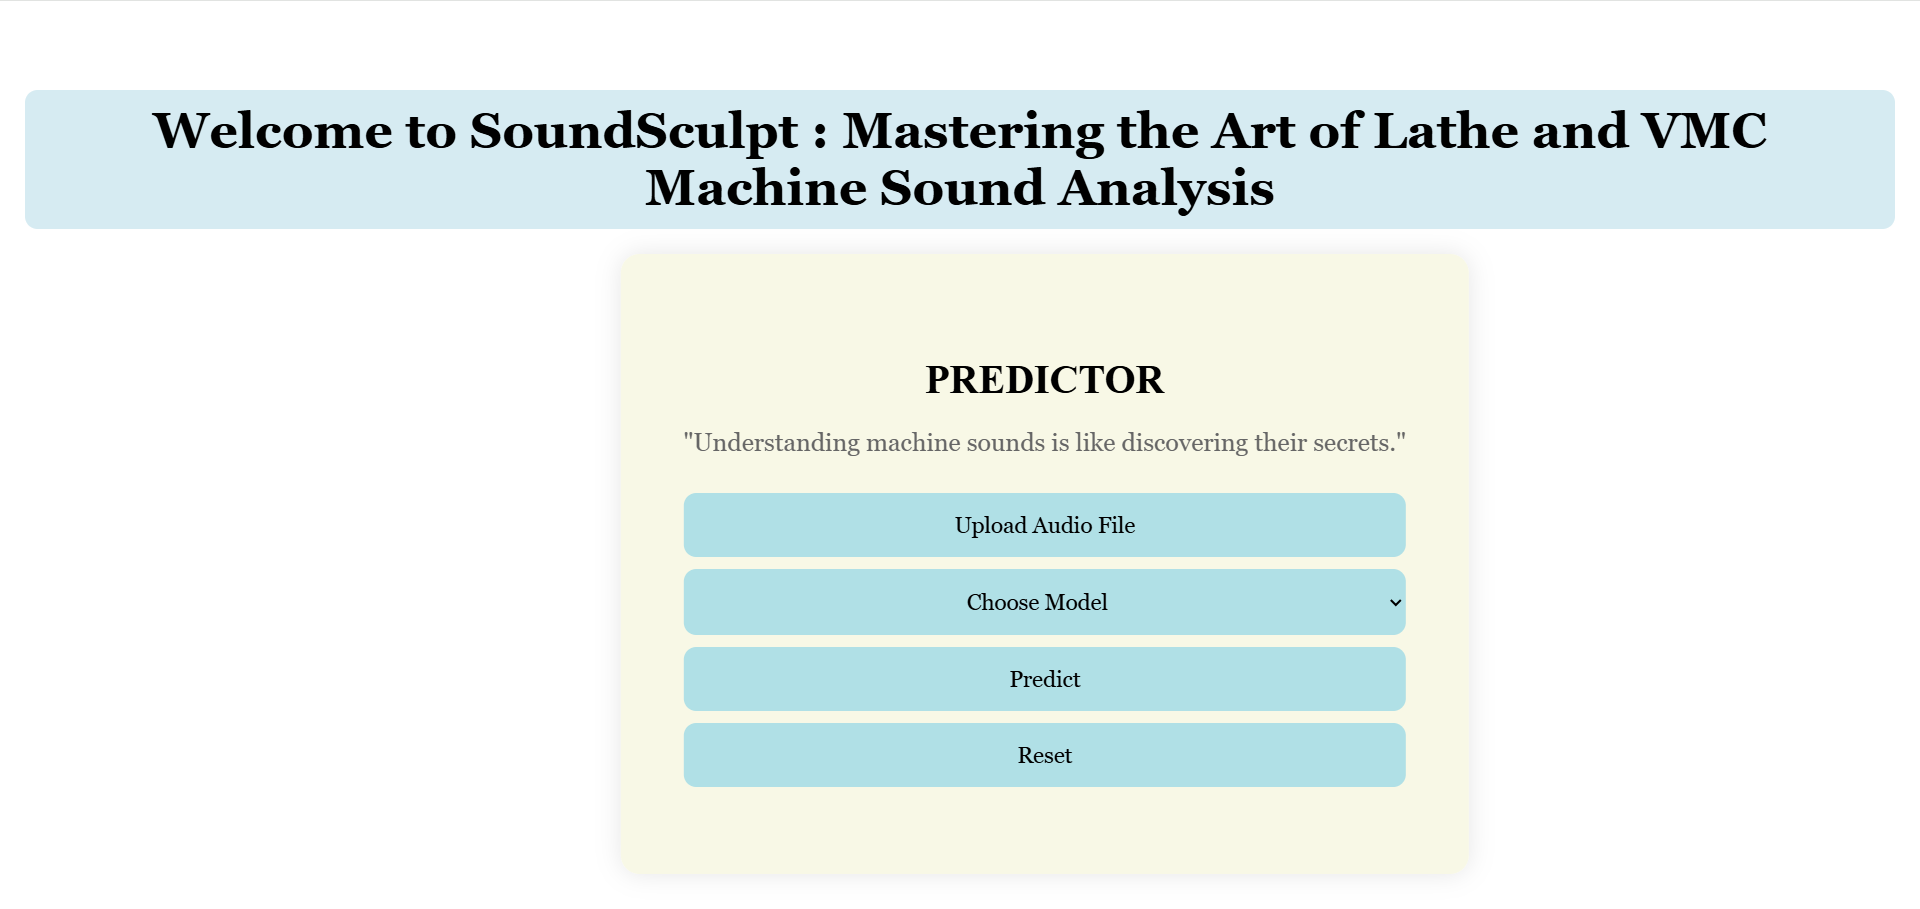 Welcome to SoundSculpt : Mastering the Art of Lathe and VMC
Machine Sound Analysis
PREDICTOR
"Understanding machine sounds is like discovering their secrets."
Upload Audio File
Choose Model
Predict
Reset